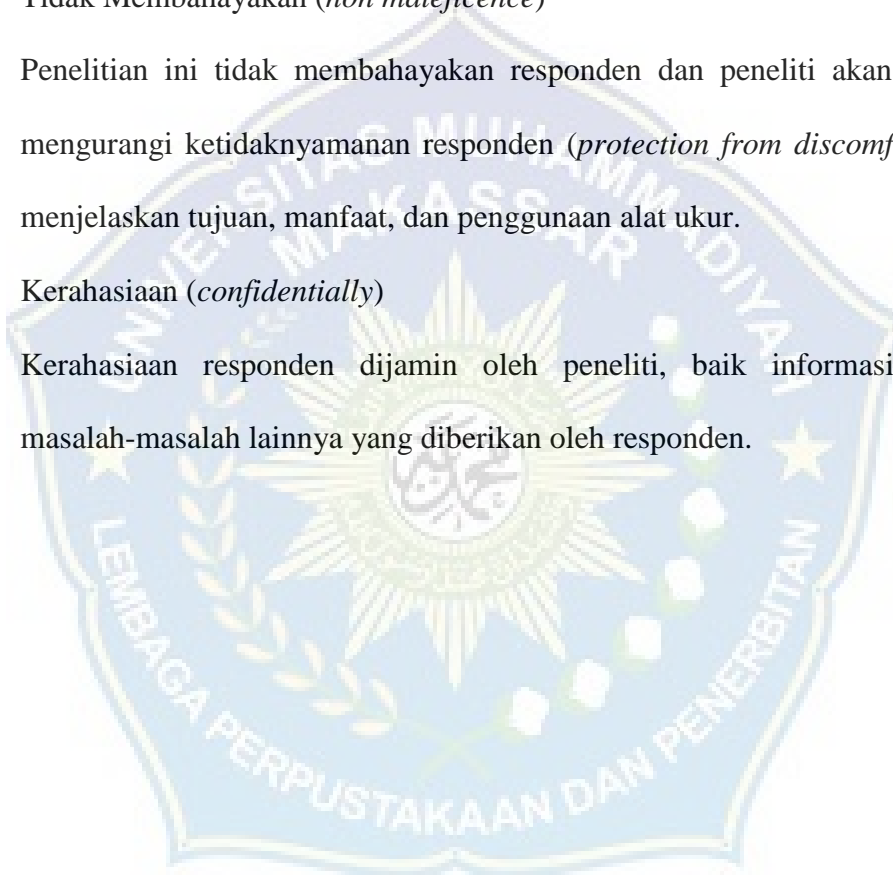 Tidak Membahayakan (non maleficence)
Penelitian ini tidak membahayakan responden dan peneliti akan
mengurangi ketidaknyamanan responden (protection from discomf
menjelaskan tujuan, manfaat, dan penggunaan alat ukur.
Kerahasiaan (confidentially)
Kerahasiaan responden dijamin oleh peneliti, baik informasi
masalah-masalah lainnya yang diberikan oleh responden.
UNIVERSITAS MUHAMMADIYAH
MAKASSAR
LEMBAGA PERPUSTAKAAN DAN PENERBITAN